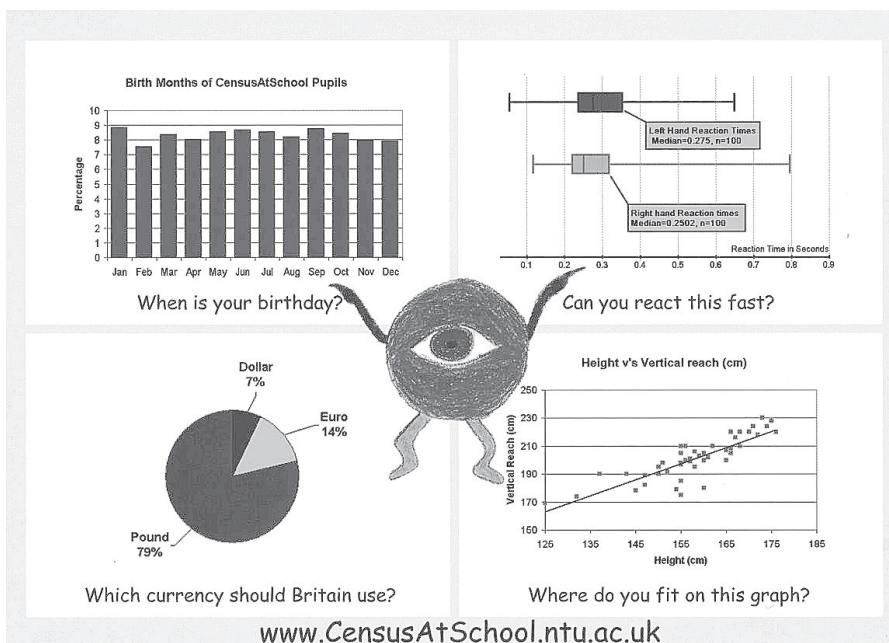 Birth Months of CensusAtSchool Pupils
Percentage
10
9
8
7
6
5
4
3
2
1
0
Jan Feb Mar Apr May Jun Jul Aug Sep Oct Nov Dec
When is your birthday?
Left Hand Reaction Times
Median=0.275, n=100
Right hand Reaction times
Median=0.2502, n=100
Reaction Time in Seconds
0.1 0.2 0.3 0.4 0.5 0.6 0.7 0.8 0.9
Can you react this fast?
Dollar
7%
Euro
14%
Pound
79%
Which currency should Britain use?
Height v's Vertical reach (cm)
Vertical Reach (cm)
250
230
210
190
170
150
125 135 145 155 165 175 185
Height (cm)
Where do you fit on this graph?
www.CensusAtSchool.ntu.ac.uk